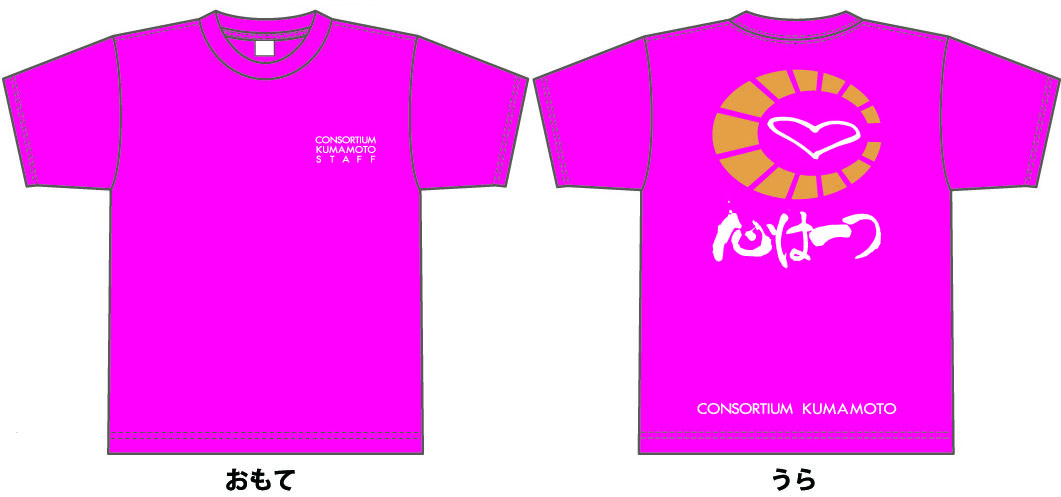 CONSORTIUM
KUMAMOTO
STAFF
心は一つ
CONSORTIUM KUMAMOTO
おもて
うら